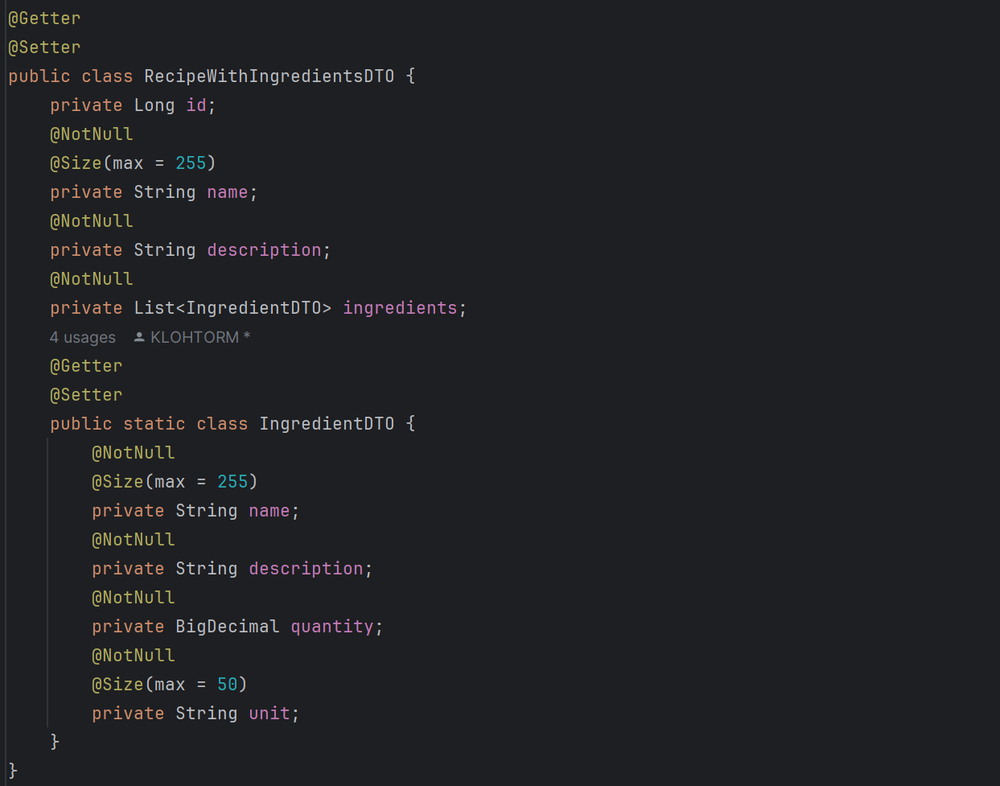 @Getter
@Setter
public class RecipeWithIngredientsDTO {
    private Long id;
    @NotNull
    @Size(max = 255)
    private String name;
    @NotNull
    private String description;
    @NotNull
    private List<IngredientDTO> ingredients;
    4 usages KLOHTORM *
    @Getter
    @Setter
    public static class IngredientDTO {
        @NotNull
        @Size(max = 255)
        private String name;
        @NotNull
        private String description;
        @NotNull
        private BigDecimal quantity;
        @NotNull
        @Size(max = 50)
        private String unit;
    }
}